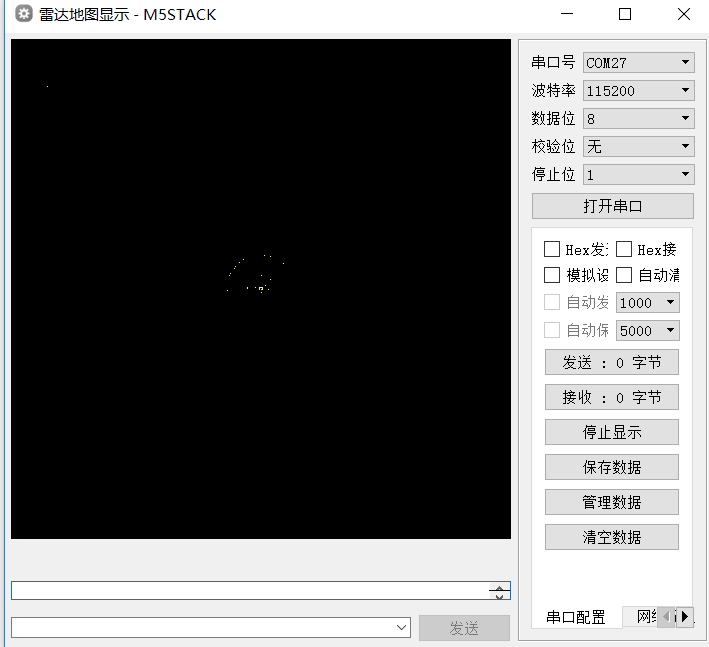 雷达地图显示 - M5STACK
串口号 COM27
波特率 115200
数据位 8
校验位 无
停止位 1
打开串口
Hex发 Hex接
模拟设 自动清
自动发 1000
自动保 5000
发送 : 0 字节
接收 : 0 字节
停止显示
保存数据
管理数据
清空数据
串口配置 网络
发送